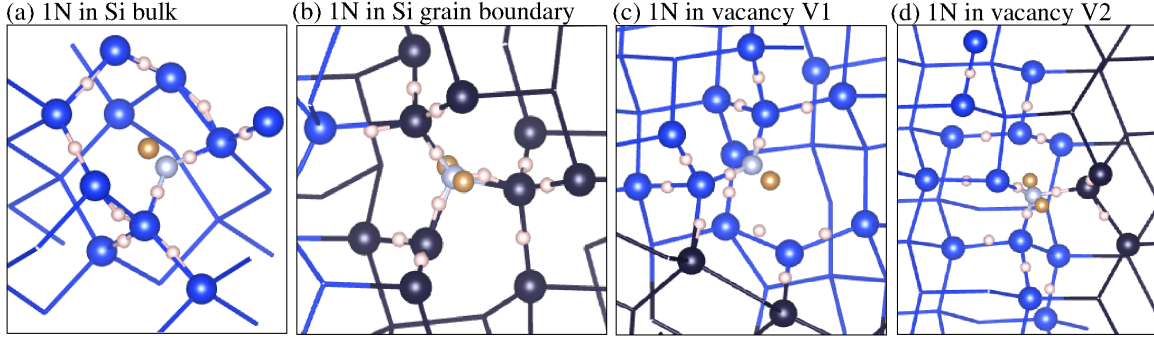 (a) 1N in Si bulk
(b) 1N in Si grain boundary
(c) 1N in vacancy V1
(d) 1N in vacancy V2